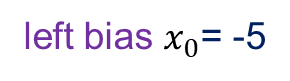 left bias x₀= -5